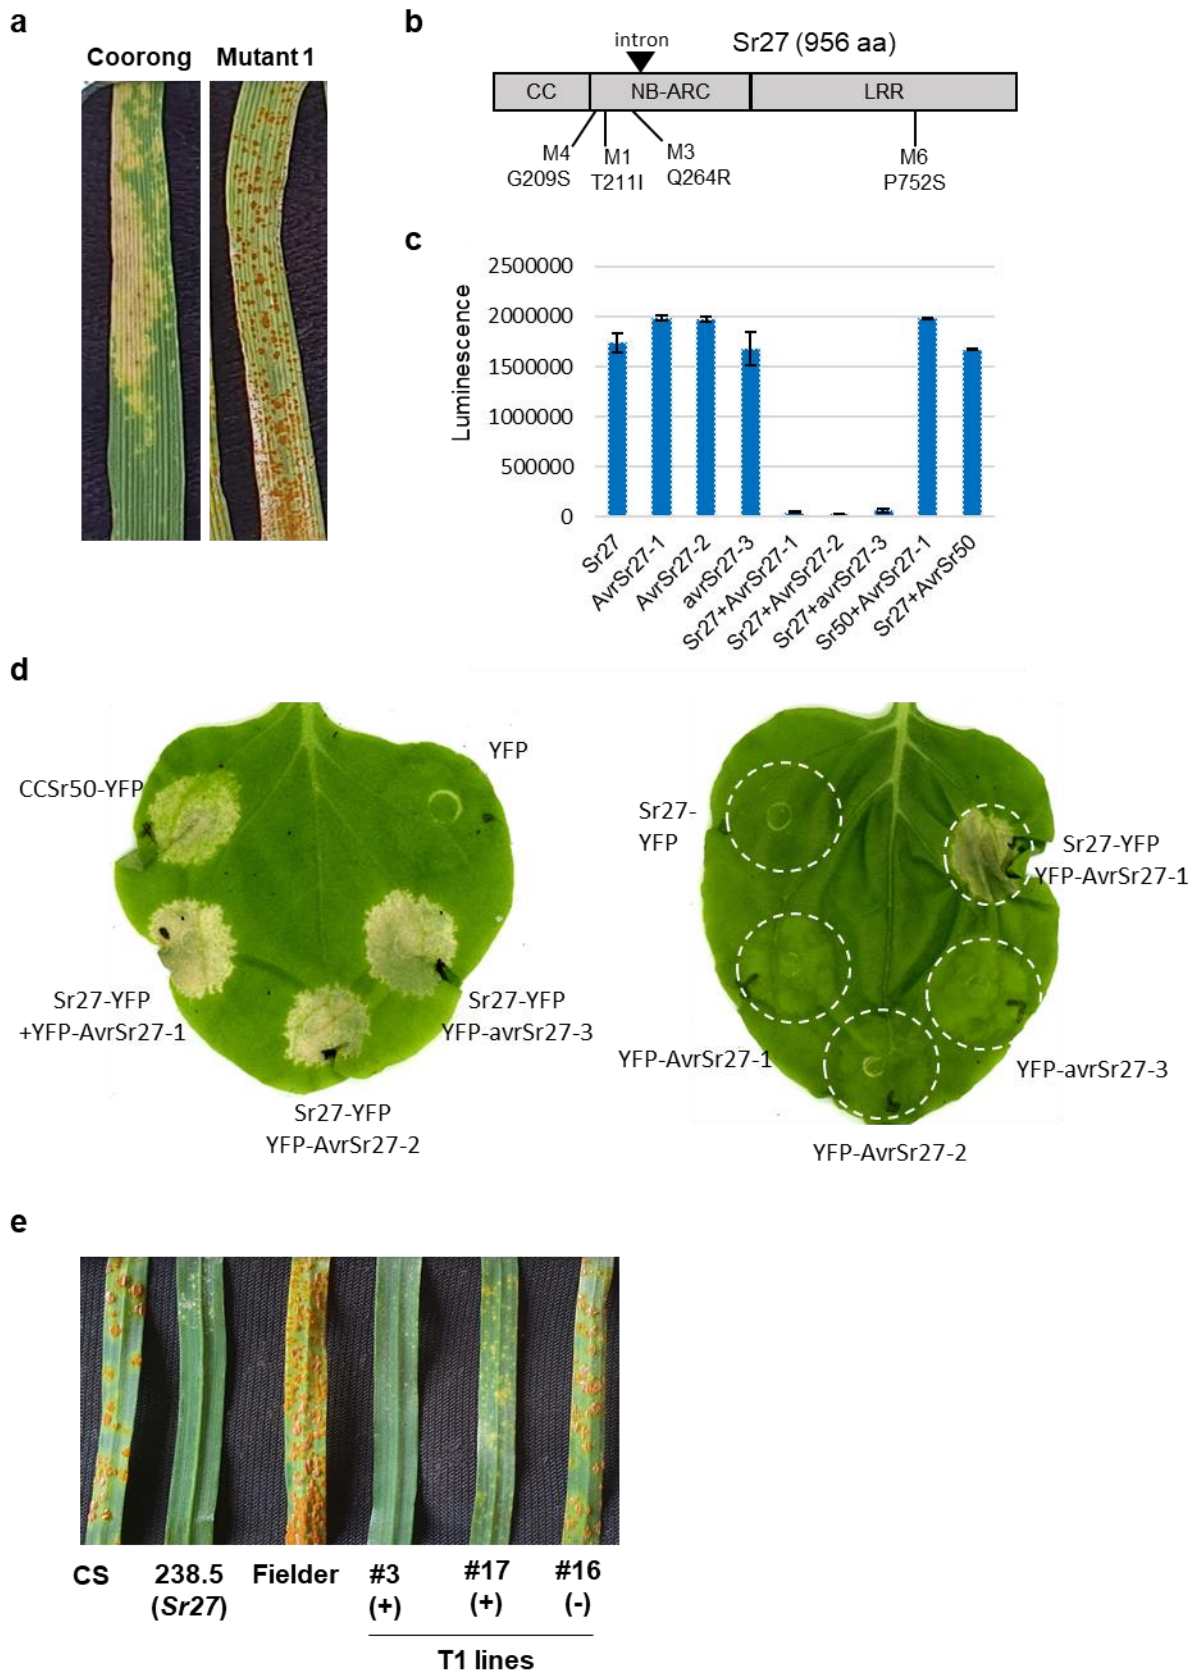 a
Coorong
Mutant 1
b
intron
Sr27 (956 aa)
CC
NB-ARC
LRR
M4
G209S
M1
T211I
M3
Q264R
M6
P752S
c
Luminescence
2500000
2000000
1500000
1000000
500000
0
Sr27
AvrSr27-1
AvrSr27-2
avrSr27-3
Sr27+AvrSr27-1
Sr27+AvrSr27-2
Sr27+avrSr27-3
Sr50+AvrSr27-1
Sr27+AvrSr50
d
CCSr50-YFP
YFP
Sr27-YFP
+YFP-AvrSr27-1
Sr27-YFP
YFP-avrSr27-3
Sr27-YFP
YFP-AvrSr27-2
Sr27-
YFP
Sr27-YFP
YFP-AvrSr27-1
YFP-AvrSr27-1
YFP-avrSr27-3
YFP-AvrSr27-2
e
CS
238.5
(Sr27)
Fielder
#3
(+)
#17
(+)
#16
(-)
T1 lines